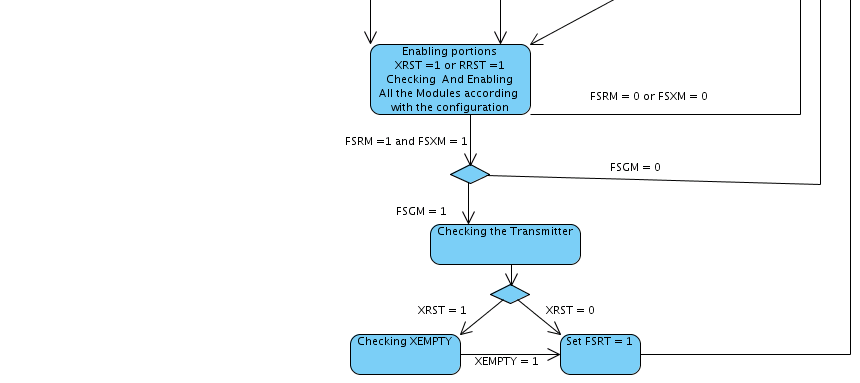 Enabling portions
XRST =1 or RRST =1
Checking And Enabling
All the Modules according
with the configuration
FSRM = 0 or FSXM = 0
FSRM =1 and FSXM = 1
FSGM = 0
FSGM = 1
Checking the Transmitter
XRST = 1
XRST = 0
Checking XEMPTY
Set FSRT = 1
XEMPTY = 1